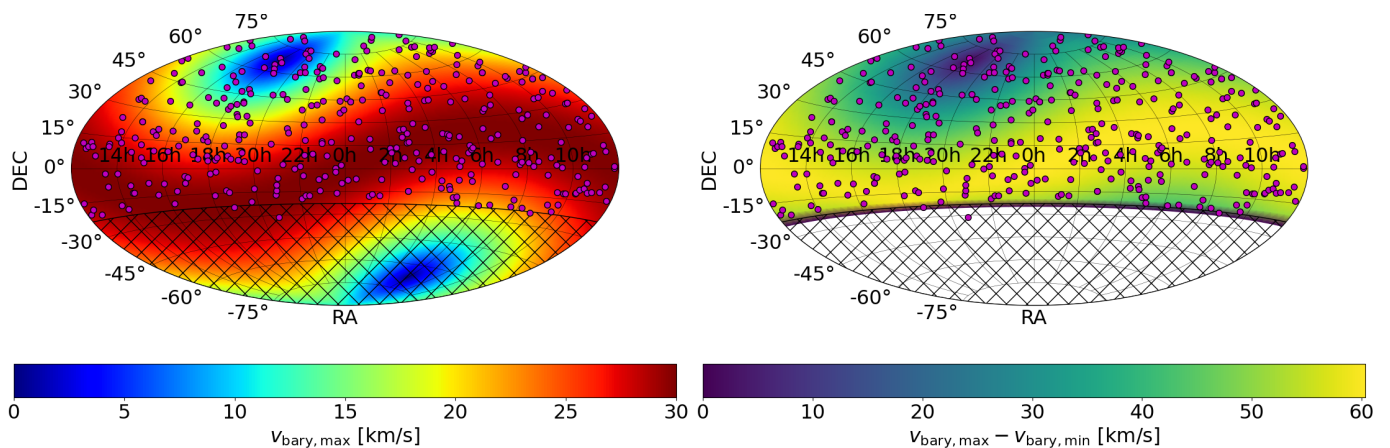 75°
60°
45°
30°
15°
0°
-15°
-30°
-45°
-60°
-75°
DEC
14h 16h 18h 20h 22h 0h 2h 4h 6h 8h 10h
RA
0 5 10 15 20 25 30
v_bary,max [km/s]
75°
60°
45°
30°
15°
0°
-15°
-30°
-45°
-60°
-75°
DEC
14h 16h 18h 20h 22h 0h 2h 4h 6h 8h 10h
RA
0 10 20 30 40 50 60
v_bary,max − v_bary,min [km/s]